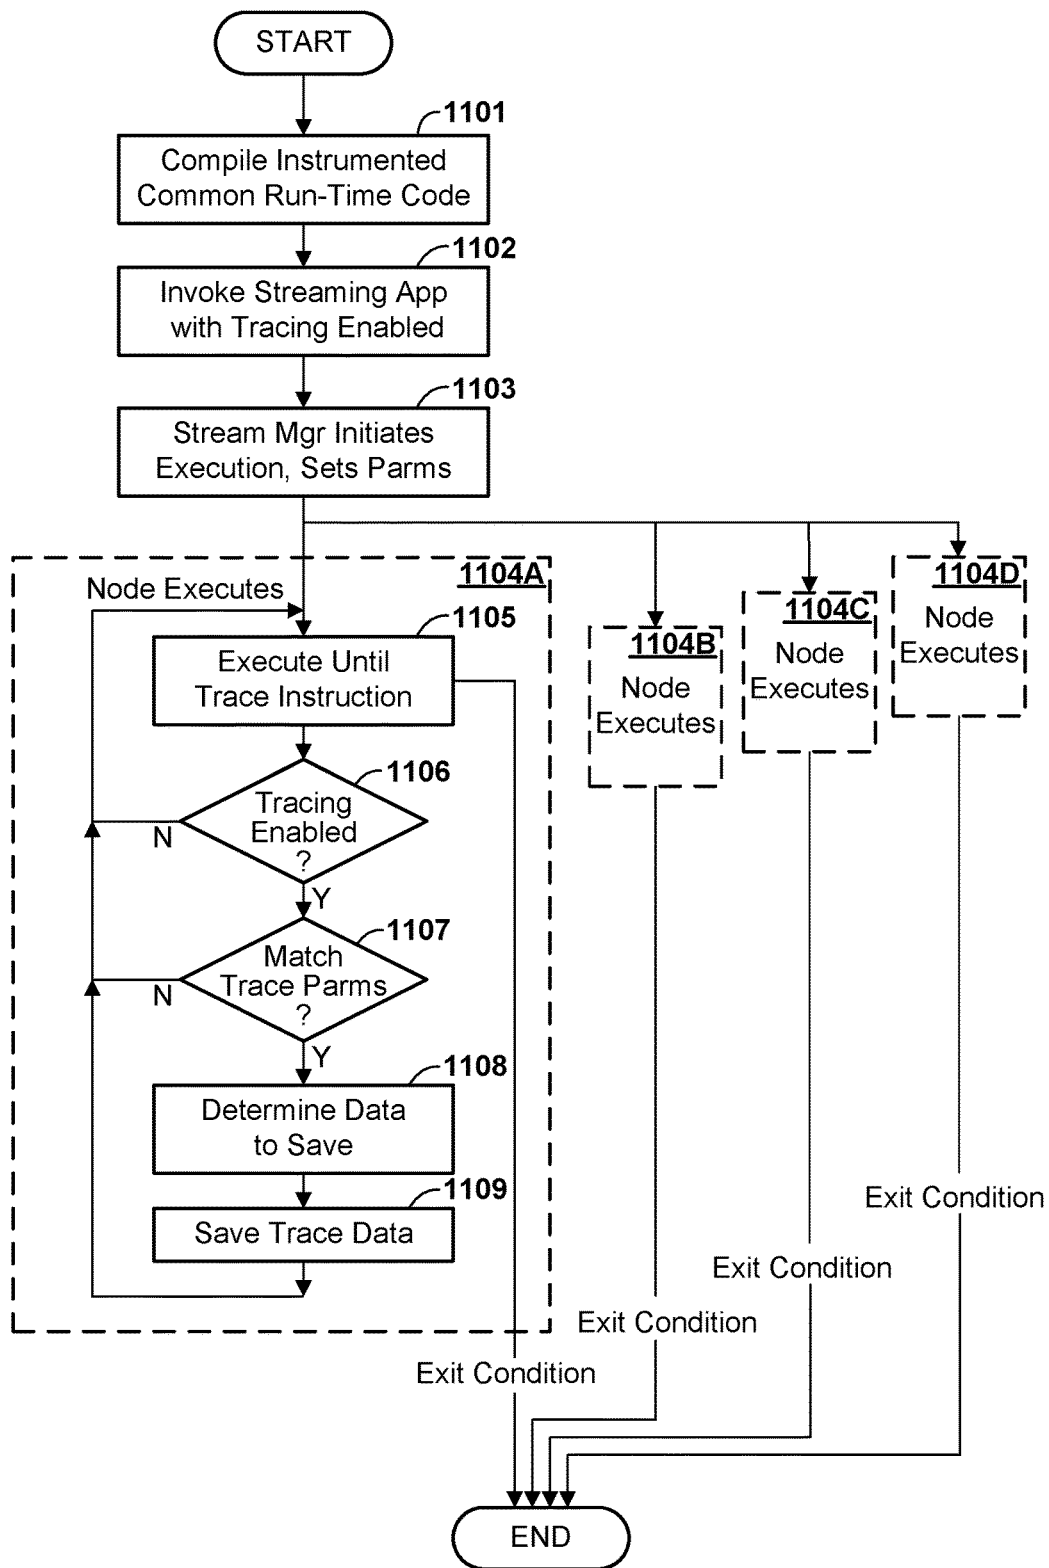 START
1101
Compile Instrumented
Common Run-Time Code
1102
Invoke Streaming App
with Tracing Enabled
1103
Stream Mgr Initiates
Execution, Sets Parms
1104A
Node Executes
1105
Execute Until
Trace Instruction
1106
Tracing
Enabled
?
N
Y
1107
Match
Trace Parms
?
N
Y
1108
Determine Data
to Save
1109
Save Trace Data
Exit Condition
1104B
Node
Executes
Exit Condition
1104C
Node
Executes
Exit Condition
1104D
Node
Executes
Exit Condition
END